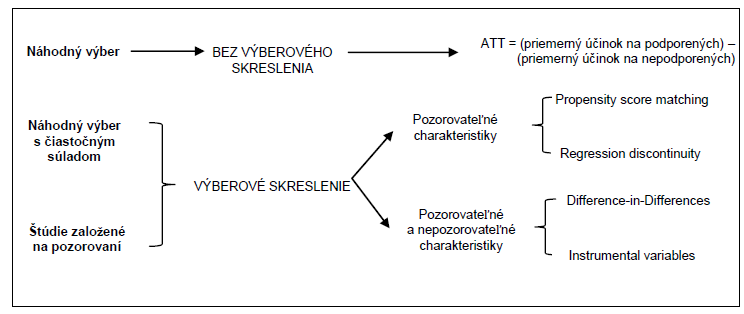 Náhodný výber
BEZ VÝBEROVÉHO
SKRESLENIA
ATT = (priemerný účinok na podporených) –
(priemerný účinok na nepodporených)
Náhodný výber
s čiastočným
súladom
Štúdie založené
na pozorovaní
VÝBEROVÉ SKRESLENIE
Pozorovateľné
charakteristiky
Propensity score matching
Regression discontinuity
Pozorovateľné
a nepozorovateľné
charakteristiky
Difference-in-Differences
Instrumental variables